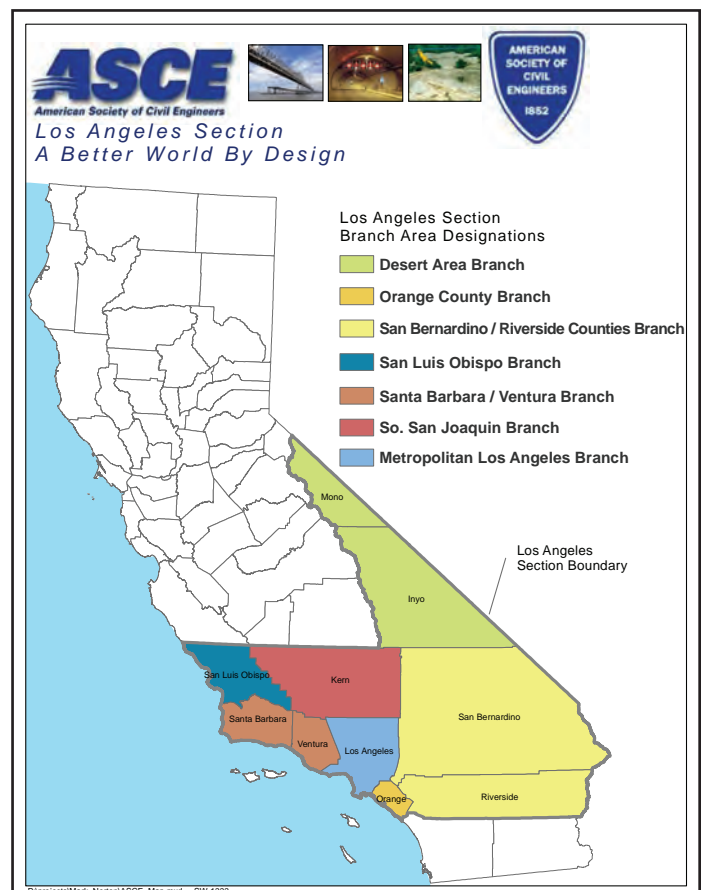 ASCE
American Society of Civil Engineers
AMERICAN
SOCIETY OF
CIVIL
ENGINEERS
1852
Los Angeles Section
A Better World By Design
Los Angeles Section
Branch Area Designations
Desert Area Branch
Orange County Branch
San Bernardino / Riverside Counties Branch
San Luis Obispo Branch
Santa Barbara / Ventura Branch
So. San Joaquin Branch
Metropolitan Los Angeles Branch
Mono
Los Angeles
Section Boundary
Inyo
San Luis Obispo
Kern
Santa Barbara
San Bernardino
Ventura
Los Angeles
Orange
Riverside